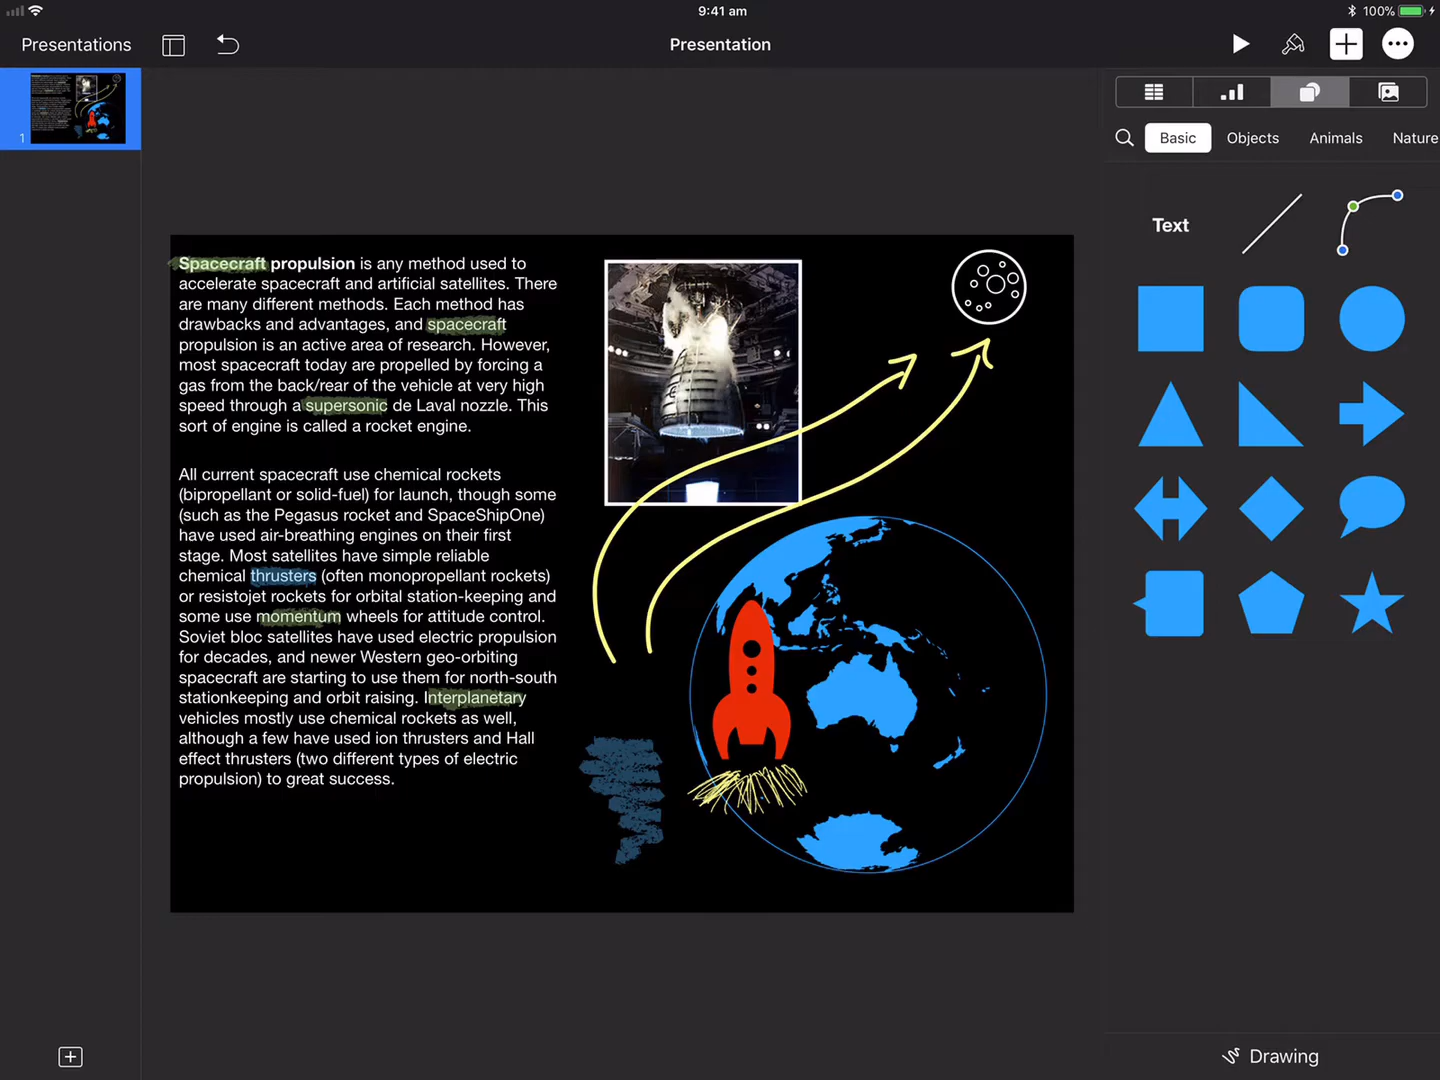 9:41 am
100%
Presentations
Presentation
1
Basic
Objects
Animals
Nature
Text
Spacecraft propulsion is any method used to
accelerate spacecraft and artificial satellites. There
are many different methods. Each method has
drawbacks and advantages, and spacecraft
propulsion is an active area of research. However,
most spacecraft today are propelled by forcing a
gas from the back/rear of the vehicle at very high
speed through a supersonic de Laval nozzle. This
sort of engine is called a rocket engine.
All current spacecraft use chemical rockets
(bipropellant or solid-fuel) for launch, though some
(such as the Pegasus rocket and SpaceShipOne)
have used air-breathing engines on their first
stage. Most satellites have simple reliable
chemical thrusters (often monopropellant rockets)
or resistojet rockets for orbital station-keeping and
some use momentum wheels for attitude control.
Soviet bloc satellites have used electric propulsion
for decades, and newer Western geo-orbiting
spacecraft are starting to use them for north-south
stationkeeping and orbit raising. Interplanetary
vehicles mostly use chemical rockets as well,
although a few have used ion thrusters and Hall
effect thrusters (two different types of electric
propulsion) to great success.
Drawing